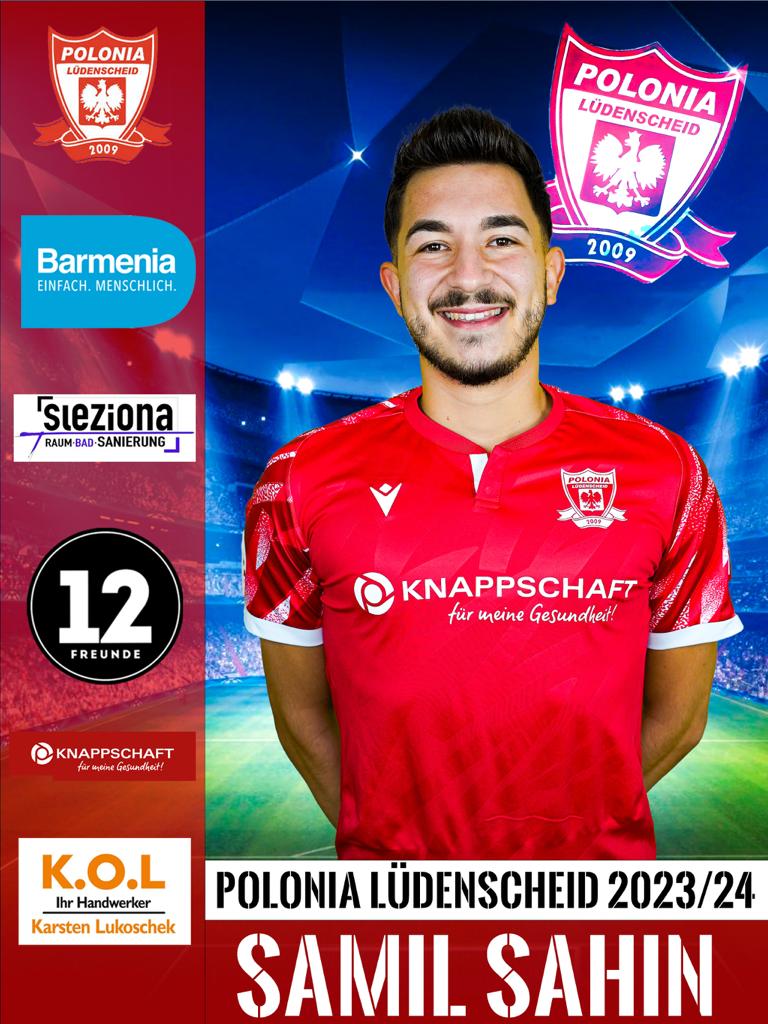 POLONIA
LÜDENSCHEID
2009
Barmenia
EINFACH. MENSCHLICH.
sleziona
RAUM·BAD·SANIERUNG
12
FREUNDE
KNAPPSCHAFT
für meine Gesundheit!
K.O.L
Ihr Handwerker
Karsten Lukoschek
POLONIA
LÜDENSCHEID
2009
POLONIA
LÜDENSCHEID
2009
KNAPPSCHAFT
für meine Gesundheit!
POLONIA LÜDENSCHEID 2023/24
SAMIL SAHIN